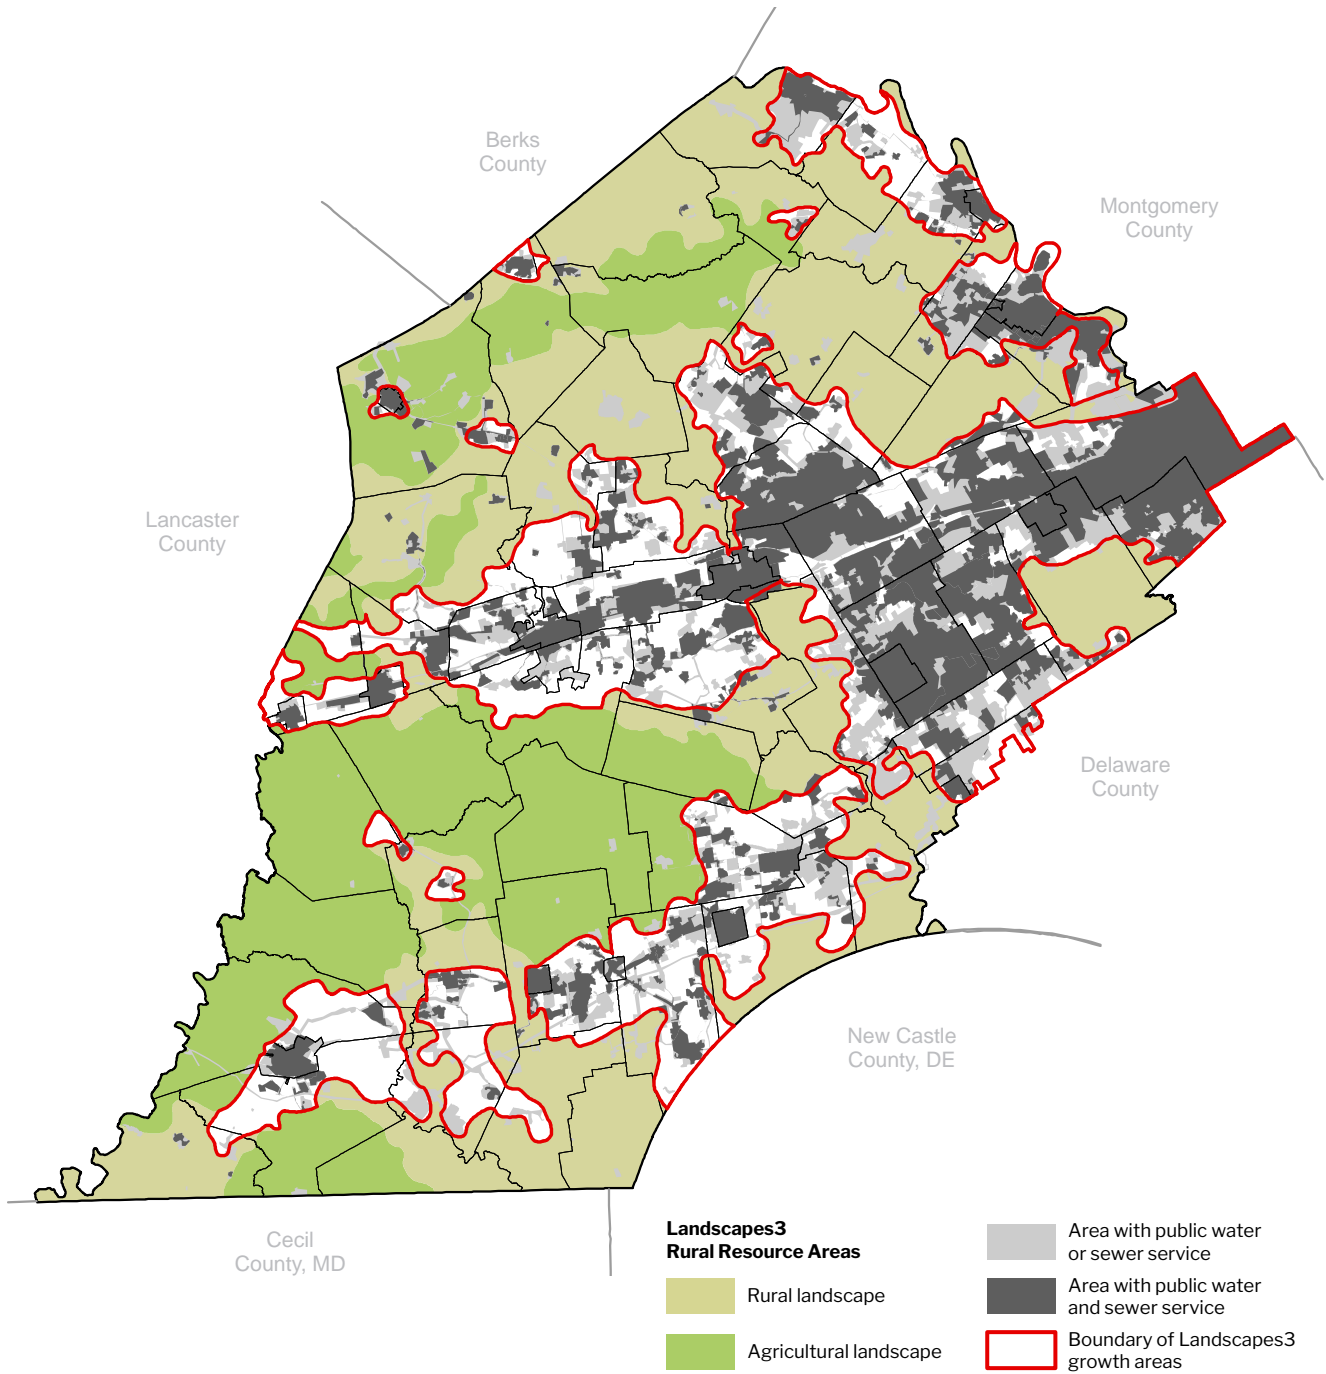 Berks
County
Montgomery
County
Lancaster
County
Delaware
County
New Castle
County, DE
Cecil
County, MD
Landscapes3
Rural Resource Areas
Rural landscape
Agricultural landscape
Area with public water
or sewer service
Area with public water
and sewer service
Boundary of Landscapes3
growth areas